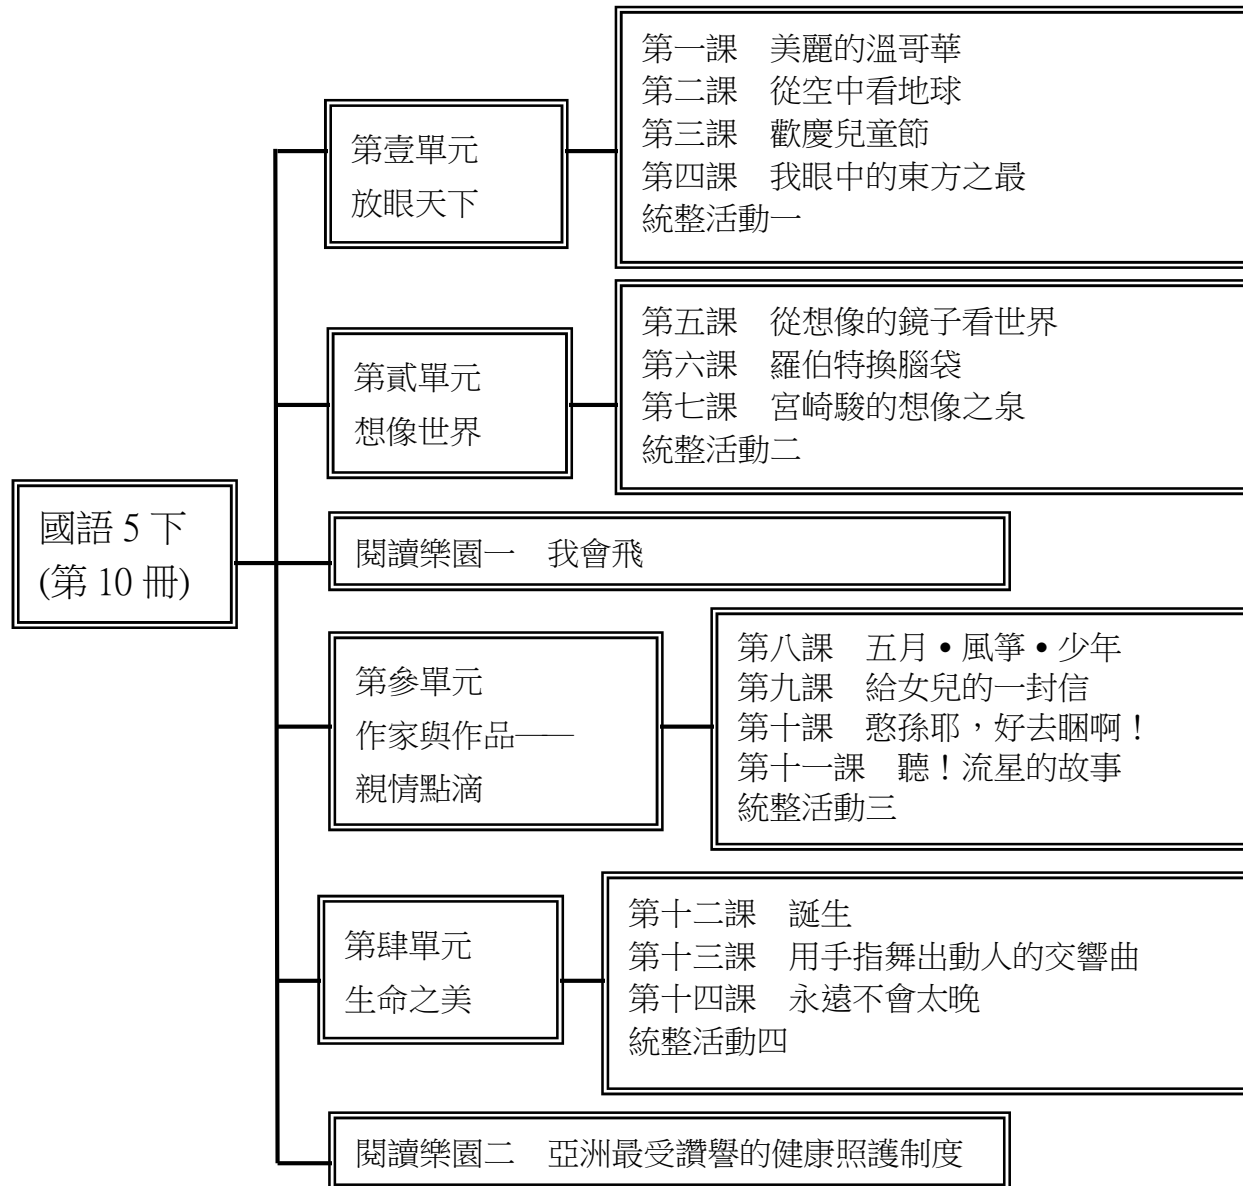 國語 5 下
(第 10 冊)
第壹單元
放眼天下
第一課　美麗的溫哥華
第二課　從空中看地球
第三課　歡慶兒童節
第四課　我眼中的東方之最
統整活動一
第貳單元
想像世界
第五課　從想像的鏡子看世界
第六課　羅伯特換腦袋
第七課　宮崎駿的想像之泉
統整活動二
閱讀樂園一　我會飛
第參單元
作家與作品——
親情點滴
第八課　五月•風箏•少年
第九課　給女兒的一封信
第十課　憨孫耶，好去睏啊！
第十一課　聽！流星的故事
統整活動三
第肆單元
生命之美
第十二課　誕生
第十三課　用手指舞出動人的交響曲
第十四課　永遠不會太晚
統整活動四
閱讀樂園二　亞洲最受讚譽的健康照護制度